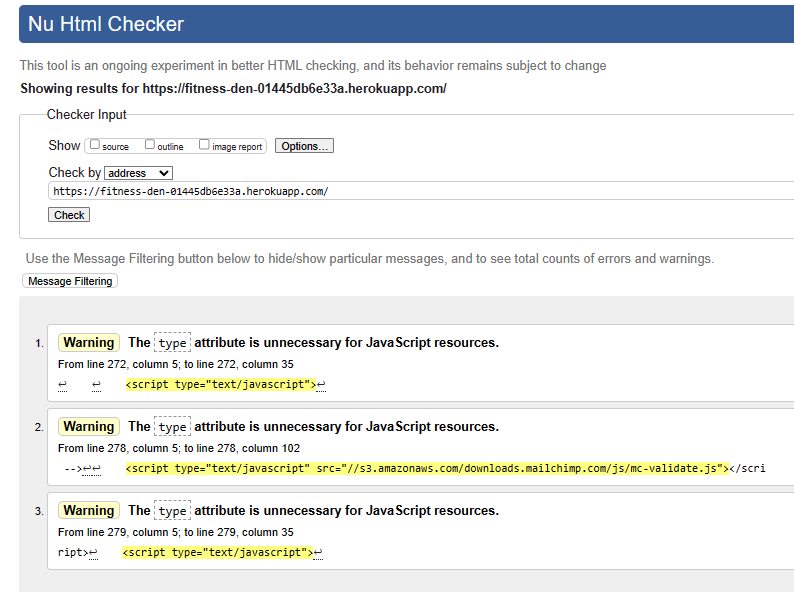 Nu Html Checker
This tool is an ongoing experiment in better HTML checking, and its behavior remains subject to change
Showing results for https://fitness-den-01445db6e33a.herokuapp.com/
Checker Input
Show source outline image report Options...
Check by address
https://fitness-den-01445db6e33a.herokuapp.com/
Check
Use the Message Filtering button below to hide/show particular messages, and to see total counts of errors and warnings.
Message Filtering
1. Warning The type attribute is unnecessary for JavaScript resources.
From line 272, column 5; to line 272, column 35
↩ ↩ <script type="text/javascript">↩
2. Warning The type attribute is unnecessary for JavaScript resources.
From line 278, column 5; to line 278, column 102
-->↩↩ <script type="text/javascript" src="//s3.amazonaws.com/downloads.mailchimp.com/js/mc-validate.js"></scri
3. Warning The type attribute is unnecessary for JavaScript resources.
From line 279, column 5; to line 279, column 35
ript>↩ <script type="text/javascript">↩